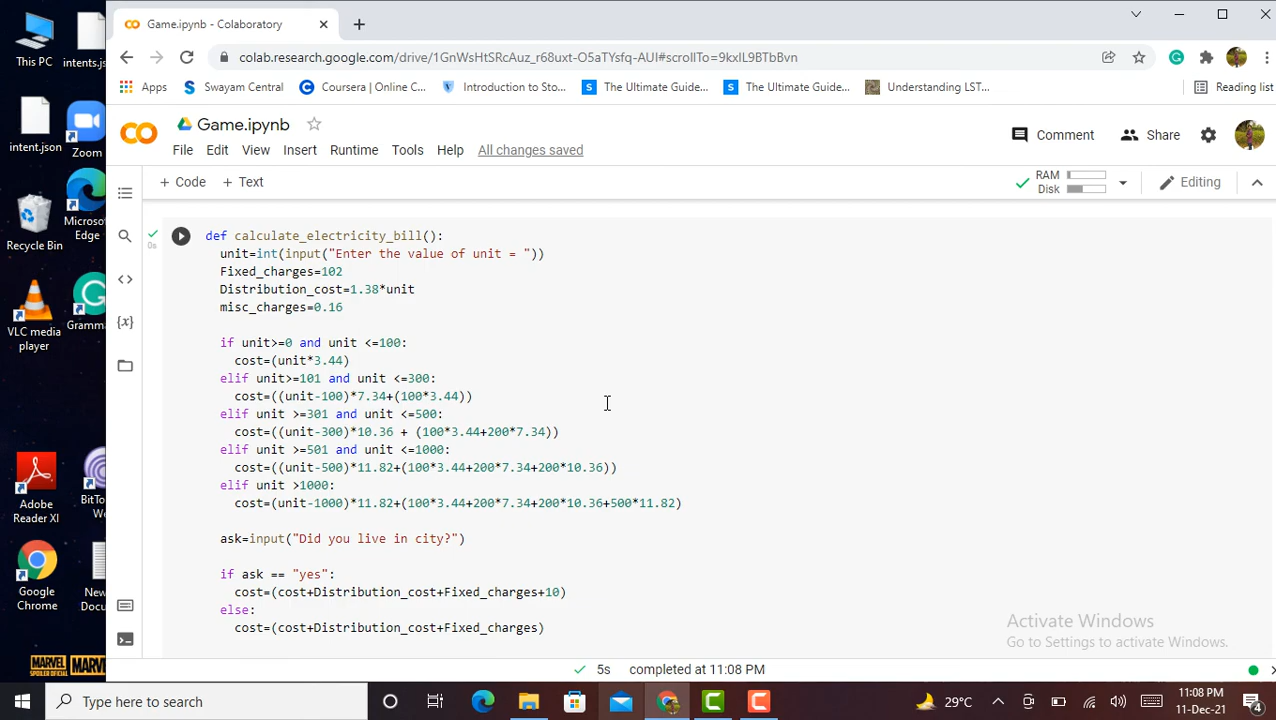 This PC
intents.js
intent.json
Zoom
Recycle Bin
Microsof
Edge
VLC media
player
Gramma
Adobe
Reader XI
BitTo
We
Google
Chrome
New
Docu
MARVEL
MARV
Game.ipynb - Colaboratory
colab.research.google.com/drive/1GnWsHtSRcAuz_r68uxt-O5aTYsfq-AUI#scrollTo=9kxIL9BTbBvn
Apps
Swayam Central
Coursera | Online C...
Introduction to Sto...
The Ultimate Guide...
The Ultimate Guide...
Understanding LST...
Reading list
Game.ipynb
Comment
Share
File Edit View Insert Runtime Tools Help All changes saved
+ Code + Text
RAM
Disk
Editing
0s
def calculate_electricity_bill():
unit=int(input("Enter the value of unit = "))
Fixed_charges=102
Distribution_cost=1.38*unit
misc_charges=0.16
if unit>=0 and unit <=100:
cost=(unit*3.44)
elif unit>=101 and unit <=300:
cost=((unit-100)*7.34+(100*3.44))
elif unit >=301 and unit <=500:
cost=((unit-300)*10.36 + (100*3.44+200*7.34))
elif unit >=501 and unit <=1000:
cost=((unit-500)*11.82+(100*3.44+200*7.34+200*10.36))
elif unit >1000:
cost=(unit-1000)*11.82+(100*3.44+200*7.34+200*10.36+500*11.82)
ask=input("Did you live in city?")
if ask == "yes":
cost=(cost+Distribution_cost+Fixed_charges+10)
else:
cost=(cost+Distribution_cost+Fixed_charges)
Activate Windows
Go to Settings to activate Windows.
5s completed at 11:08 PM
Type here to search
29°C
11:08 PM
11-Dec-21
4